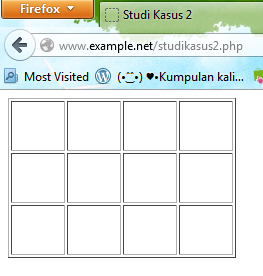 Firefox
Studi Kasus 2
www.example.net/studikasus2.php
Most Visited (•̃͡-̮•̃͡) ♥•Kumpulan kali...